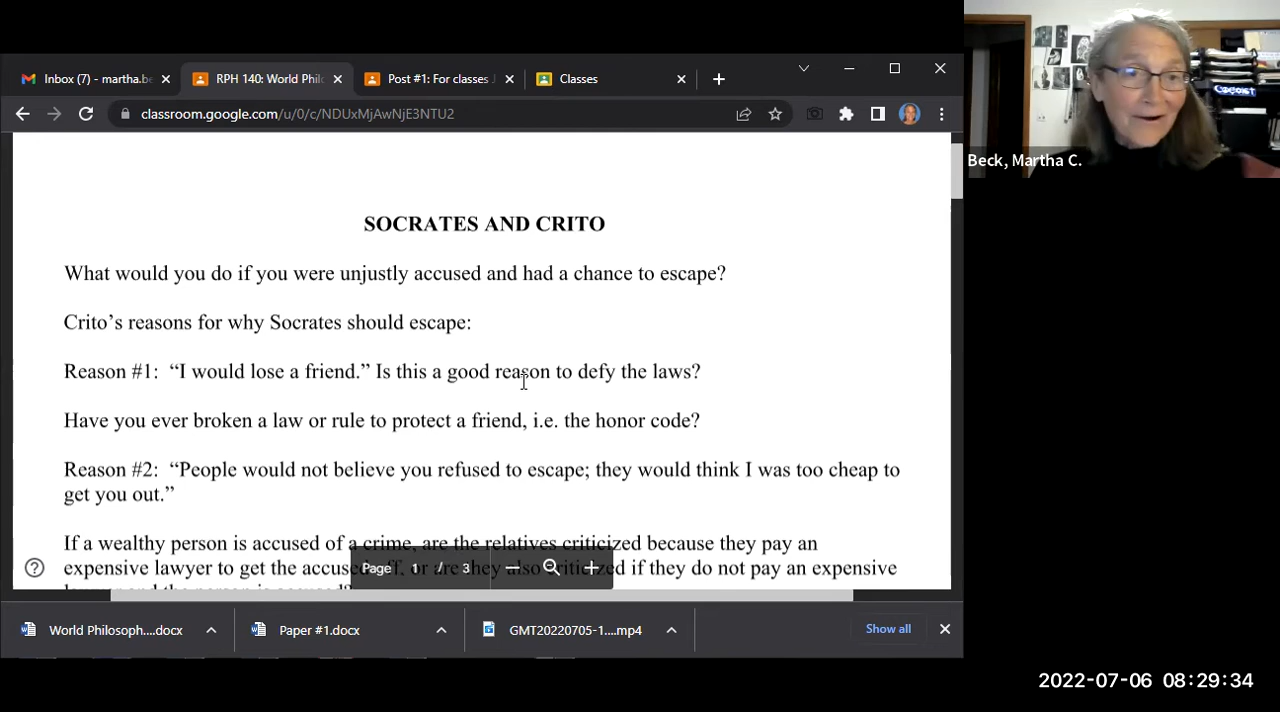 Inbox (7) - martha.be
RPH 140: World Phil
Post #1: For classes J
Classes
classroom.google.com/u/0/c/NDUxMjAwNjE3NTU2
Beck, Martha C.
SOCRATES AND CRITO
What would you do if you were unjustly accused and had a chance to escape?
Crito’s reasons for why Socrates should escape:
Reason #1: “I would lose a friend.” Is this a good reason to defy the laws?
Have you ever broken a law or rule to protect a friend, i.e. the honor code?
Reason #2: “People would not believe you refused to escape; they would think I was too cheap to
get you out.”
If a wealthy person is accused of a crime, are the relatives criticized because they pay an
expensive lawyer to get the accused off, or are they also criticized if they do not pay an expensive
Page 1 / 3
World Philosoph....docx
Paper #1.docx
GMT20220705-1....mp4
Show all
2022-07-06 08:29:34